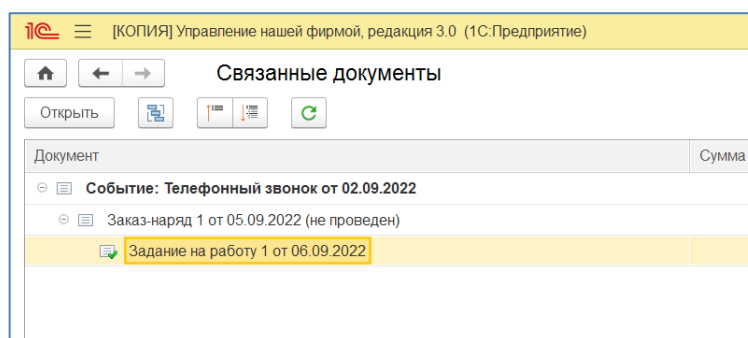 1С [КОПИЯ] Управление нашей фирмой, редакция 3.0 (1С:Предприятие)
Связанные документы
Открыть
Документ Сумма
Событие: Телефонный звонок от 02.09.2022
Заказ-наряд 1 от 05.09.2022 (не проведен)
Задание на работу 1 от 06.09.2022